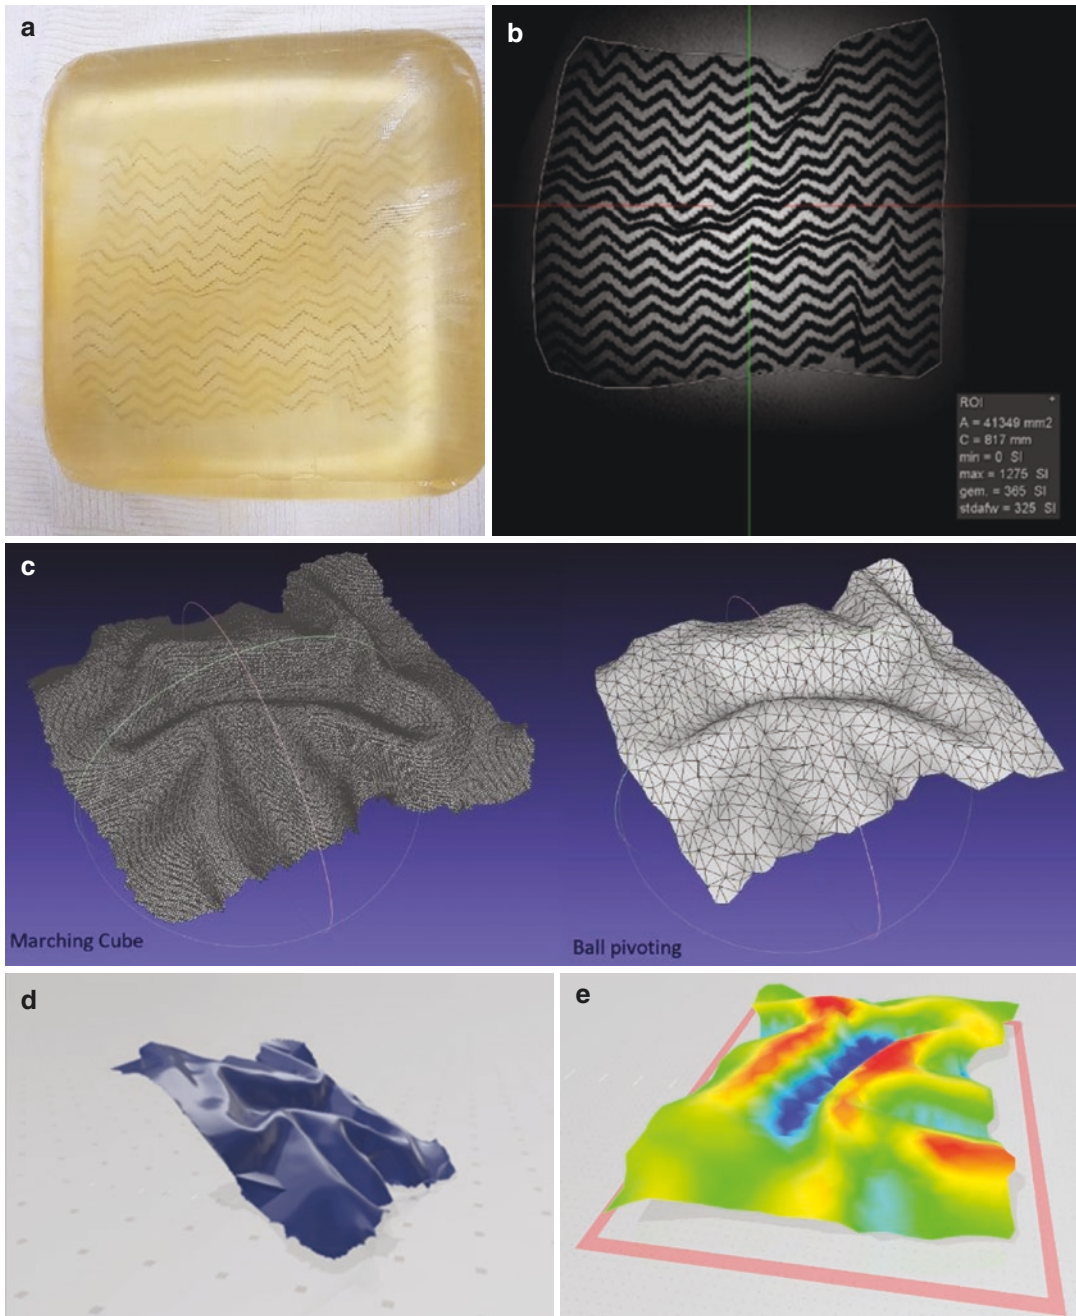 a
b
ROI
A = 41349 mm2
C = 817 mm
min = 0 SI
max = 1275 SI
gem. = 365 SI
stdafw = 325 SI
c
Marching Cube
Ball pivoting
d
e